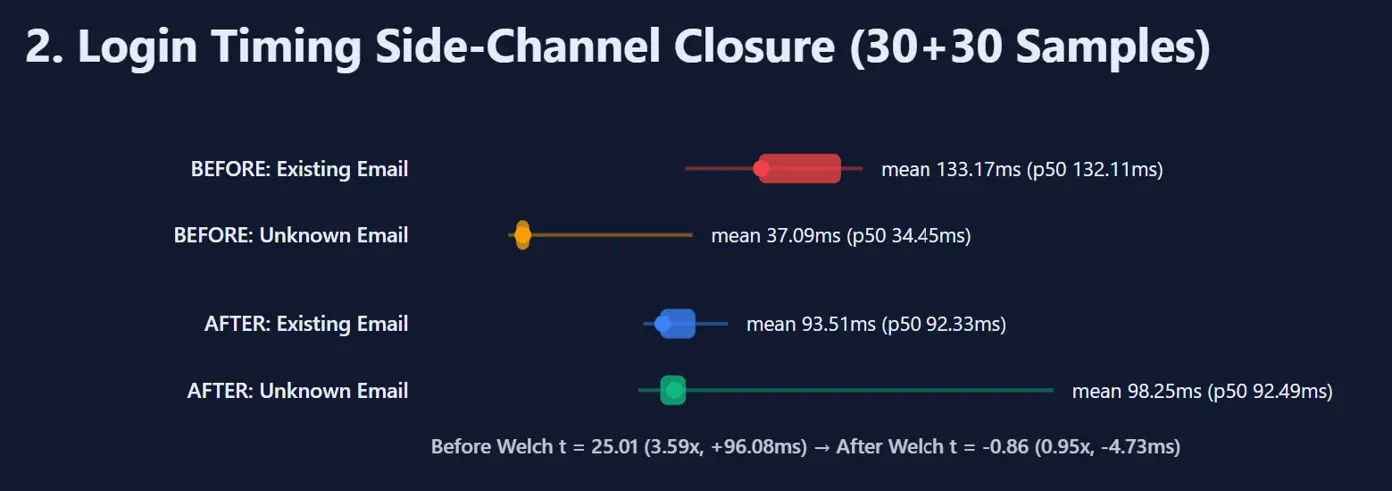 2. Login Timing Side-Channel Closure (30+30 Samples)
BEFORE: Existing Email mean 133.17ms (p50 132.11ms)
BEFORE: Unknown Email mean 37.09ms (p50 34.45ms)
AFTER: Existing Email mean 93.51ms (p50 92.33ms)
AFTER: Unknown Email mean 98.25ms (p50 92.49ms)
Before Welch t = 25.01 (3.59x, +96.08ms) → After Welch t = -0.86 (0.95x, -4.73ms)